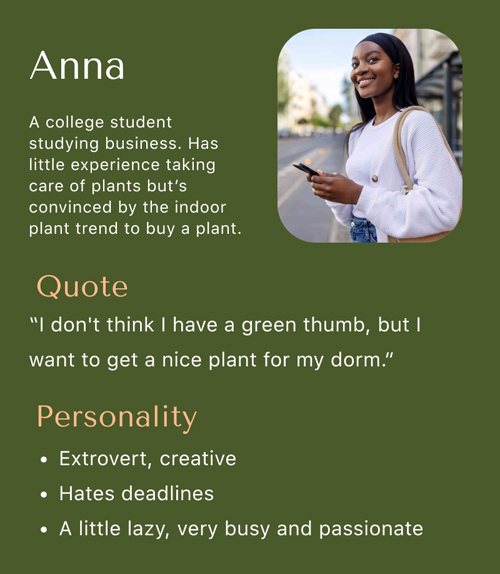 Anna
A college student
studying business. Has
little experience taking
care of plants but’s
convinced by the indoor
plant trend to buy a plant.
Quote
“I don't think I have a green thumb, but I
want to get a nice plant for my dorm.”
Personality
• Extrovert, creative
• Hates deadlines
• A little lazy, very busy and passionate